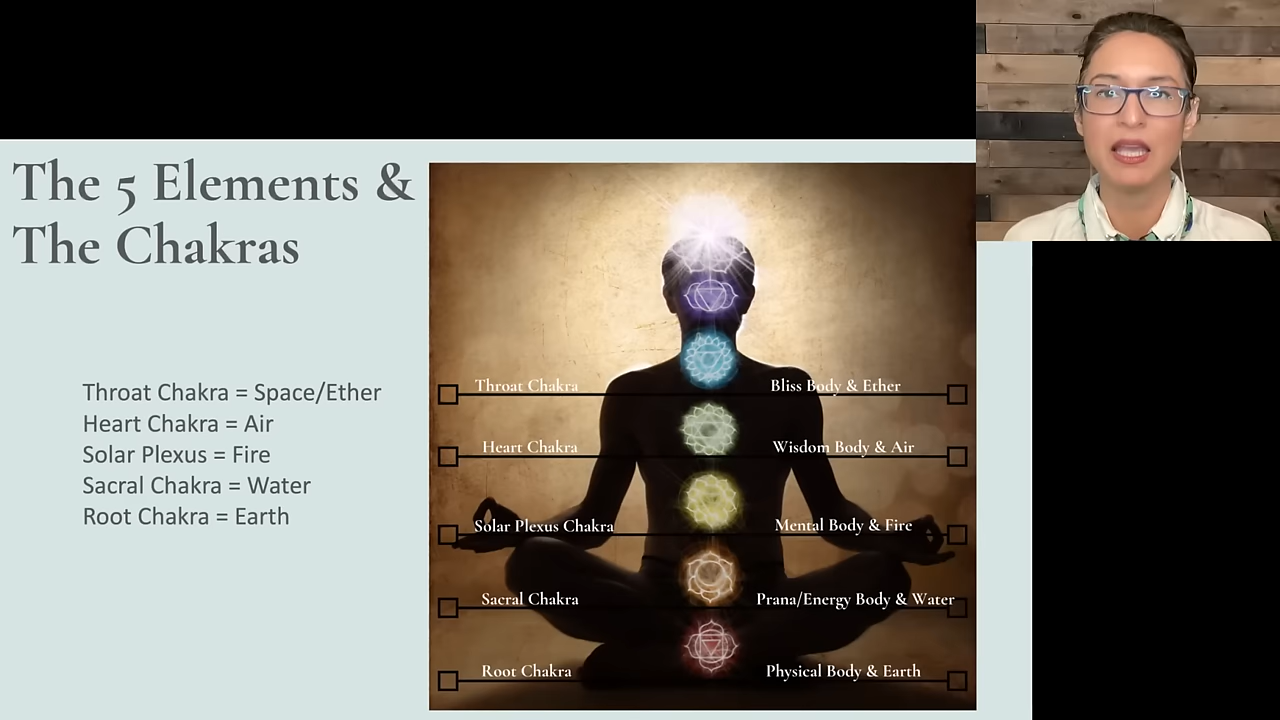 The 5 Elements &
The Chakras
Throat Chakra = Space/Ether
Heart Chakra = Air
Solar Plexus = Fire
Sacral Chakra = Water
Root Chakra = Earth
Throat Chakra Bliss Body & Ether
Heart Chakra Wisdom Body & Air
Solar Plexus Chakra Mental Body & Fire
Sacral Chakra Prana/Energy Body & Water
Root Chakra Physical Body & Earth